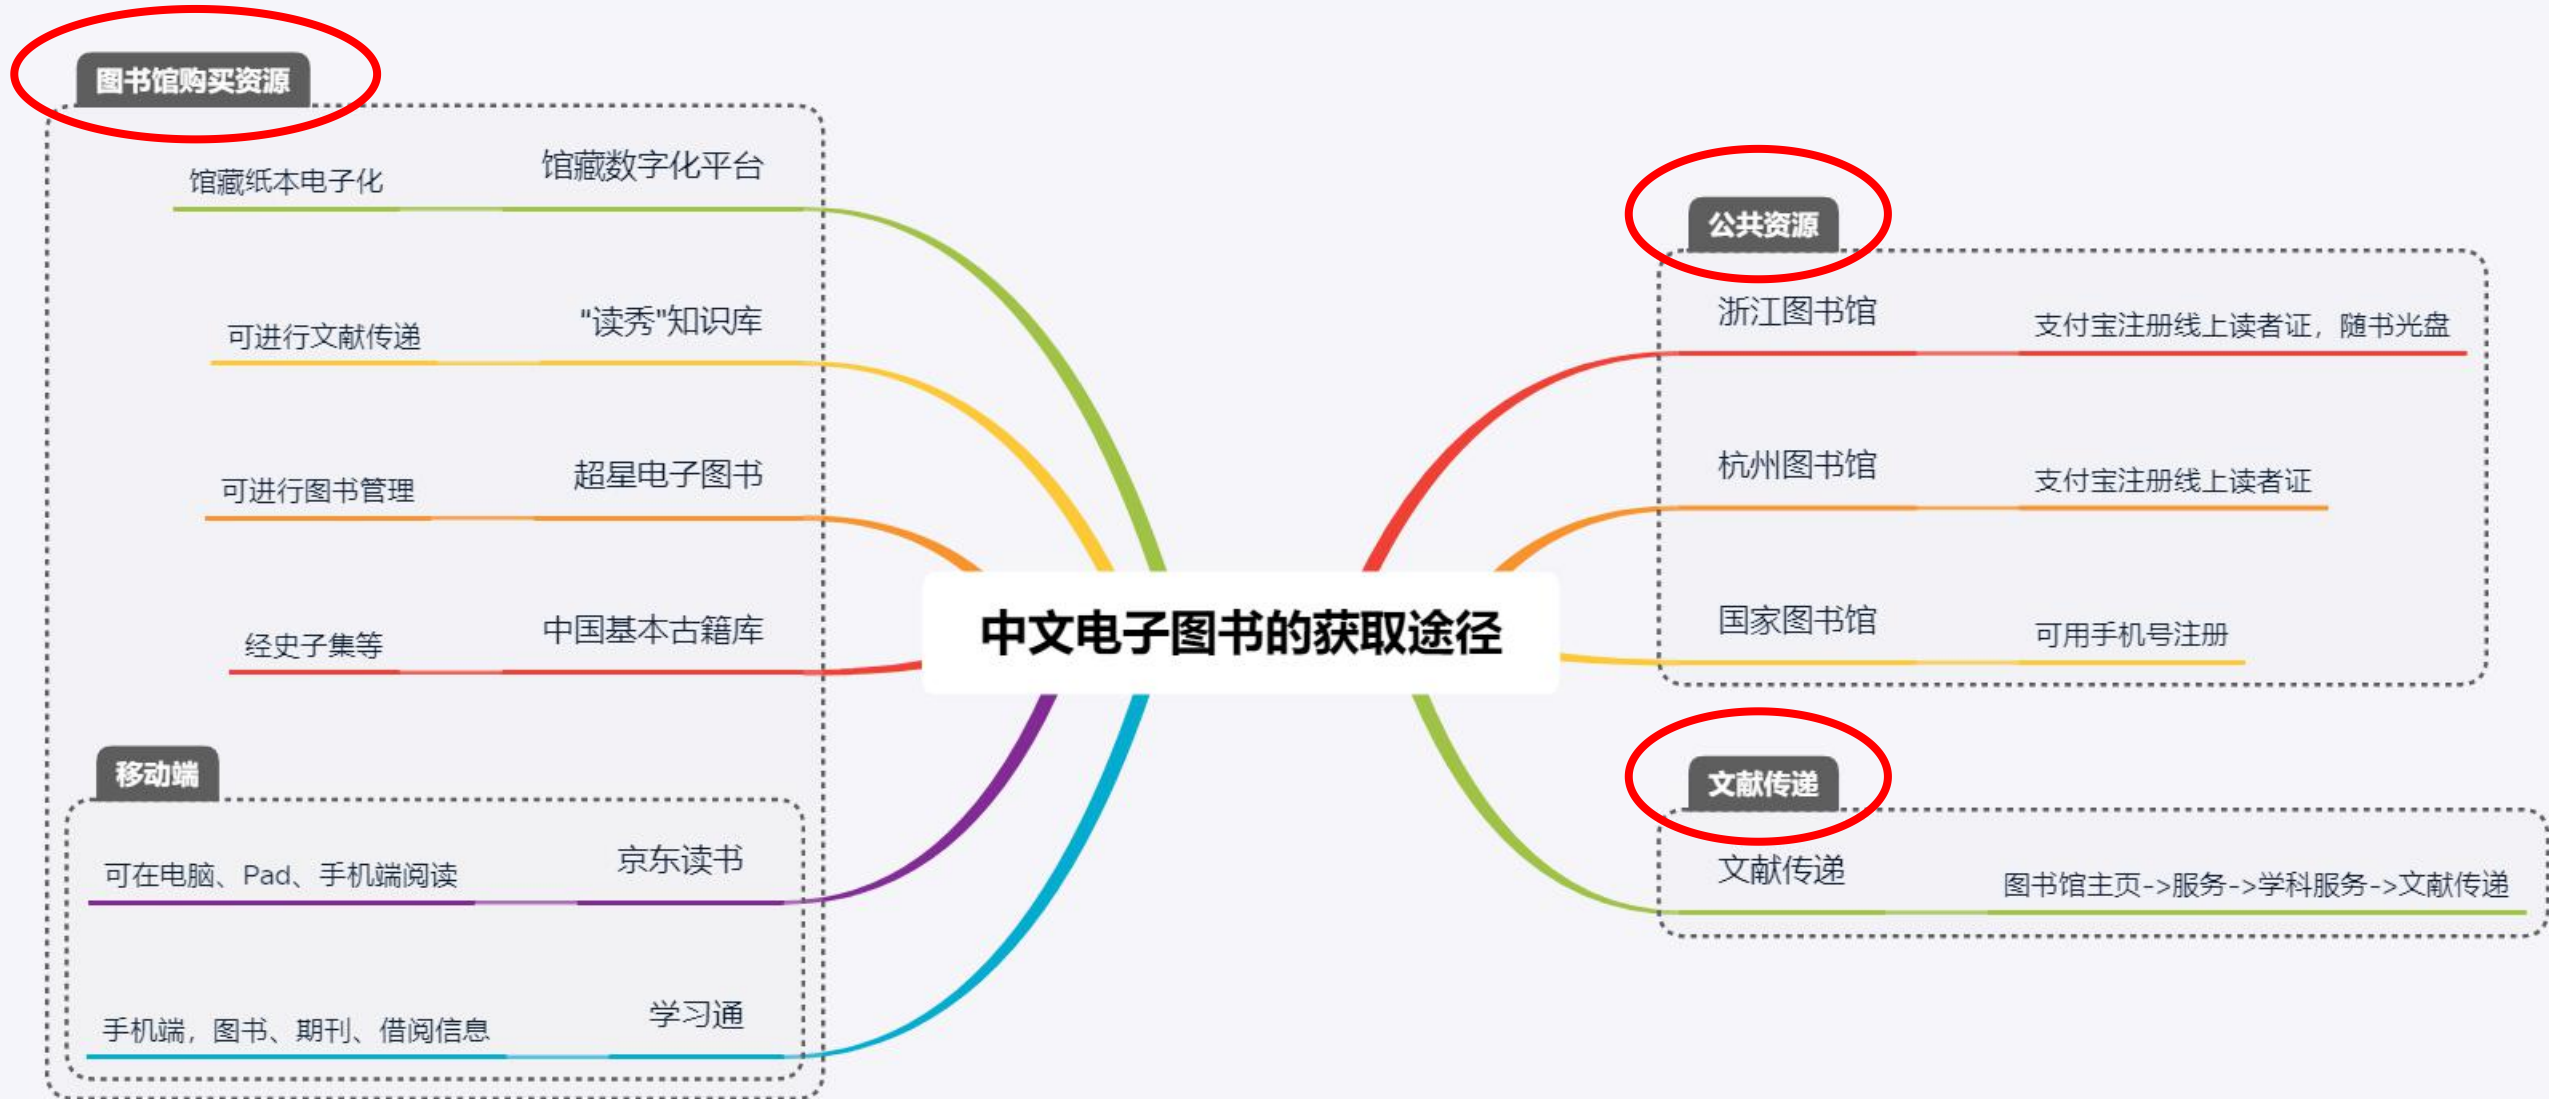 图书馆购买资源
馆藏纸本电子化
馆藏数字化平台
可进行文献传递
"读秀"知识库
可进行图书管理
超星电子图书
经史子集等
中国基本古籍库
移动端
可在电脑、Pad、手机端阅读
京东读书
手机端，图书、期刊、借阅信息
学习通
中文电子图书的获取途径
公共资源
浙江图书馆
支付宝注册线上读者证，随书光盘
杭州图书馆
支付宝注册线上读者证
国家图书馆
可用手机号注册
文献传递
文献传递
图书馆主页->服务->学科服务->文献传递